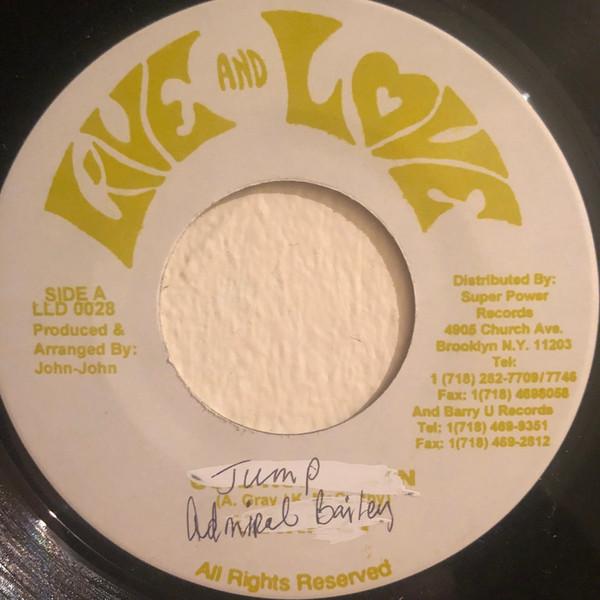 LIVE AND LOVE
SIDE A
LLD 0028
Produced &
Arranged By:
John-John
Distributed By:
Super Power
Records
4905 Church Ave.
Brooklyn N.Y. 11203
Tel:
1 (718) 282-7709/7746
Fax: 1(718) 4698058
And Barry U Records
Tel: 1(718) 469-9351
Fax: 1(718) 469-2812
Jump
(A. Gray
Admiral Bailey
All Rights Reserved